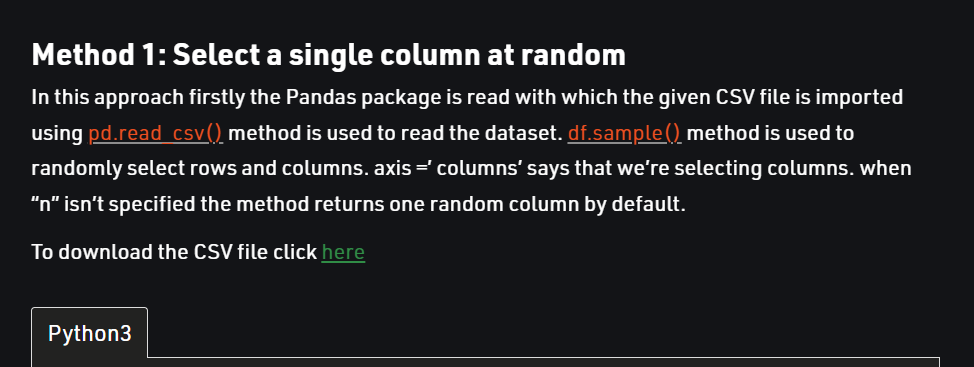 Method 1: Select a single column at random
In this approach firstly the Pandas package is read with which the given CSV file is imported
using pd.read_csv() method is used to read the dataset. df.sample() method is used to
randomly select rows and columns. axis =’ columns’ says that we’re selecting columns. when
“n” isn’t specified the method returns one random column by default.
To download the CSV file click here
Python3